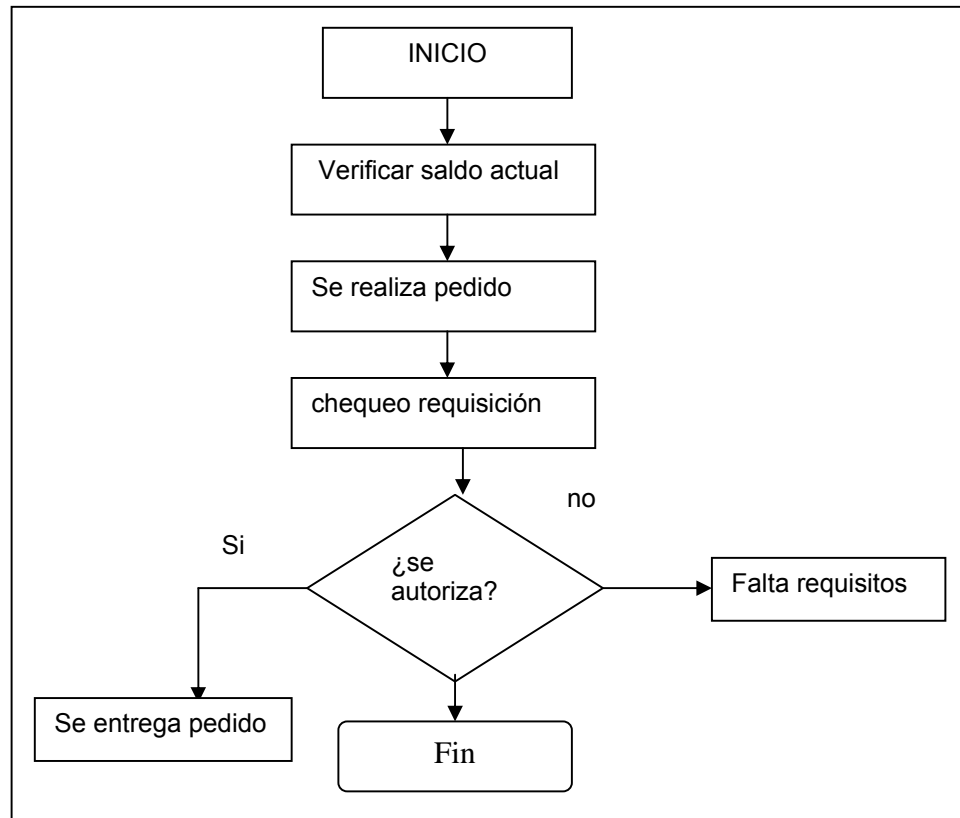 INICIO
Verificar saldo actual
Se realiza pedido
chequeo requisición
no
Si
¿se
autoriza?
Falta requisitos
Se entrega pedido
Fin